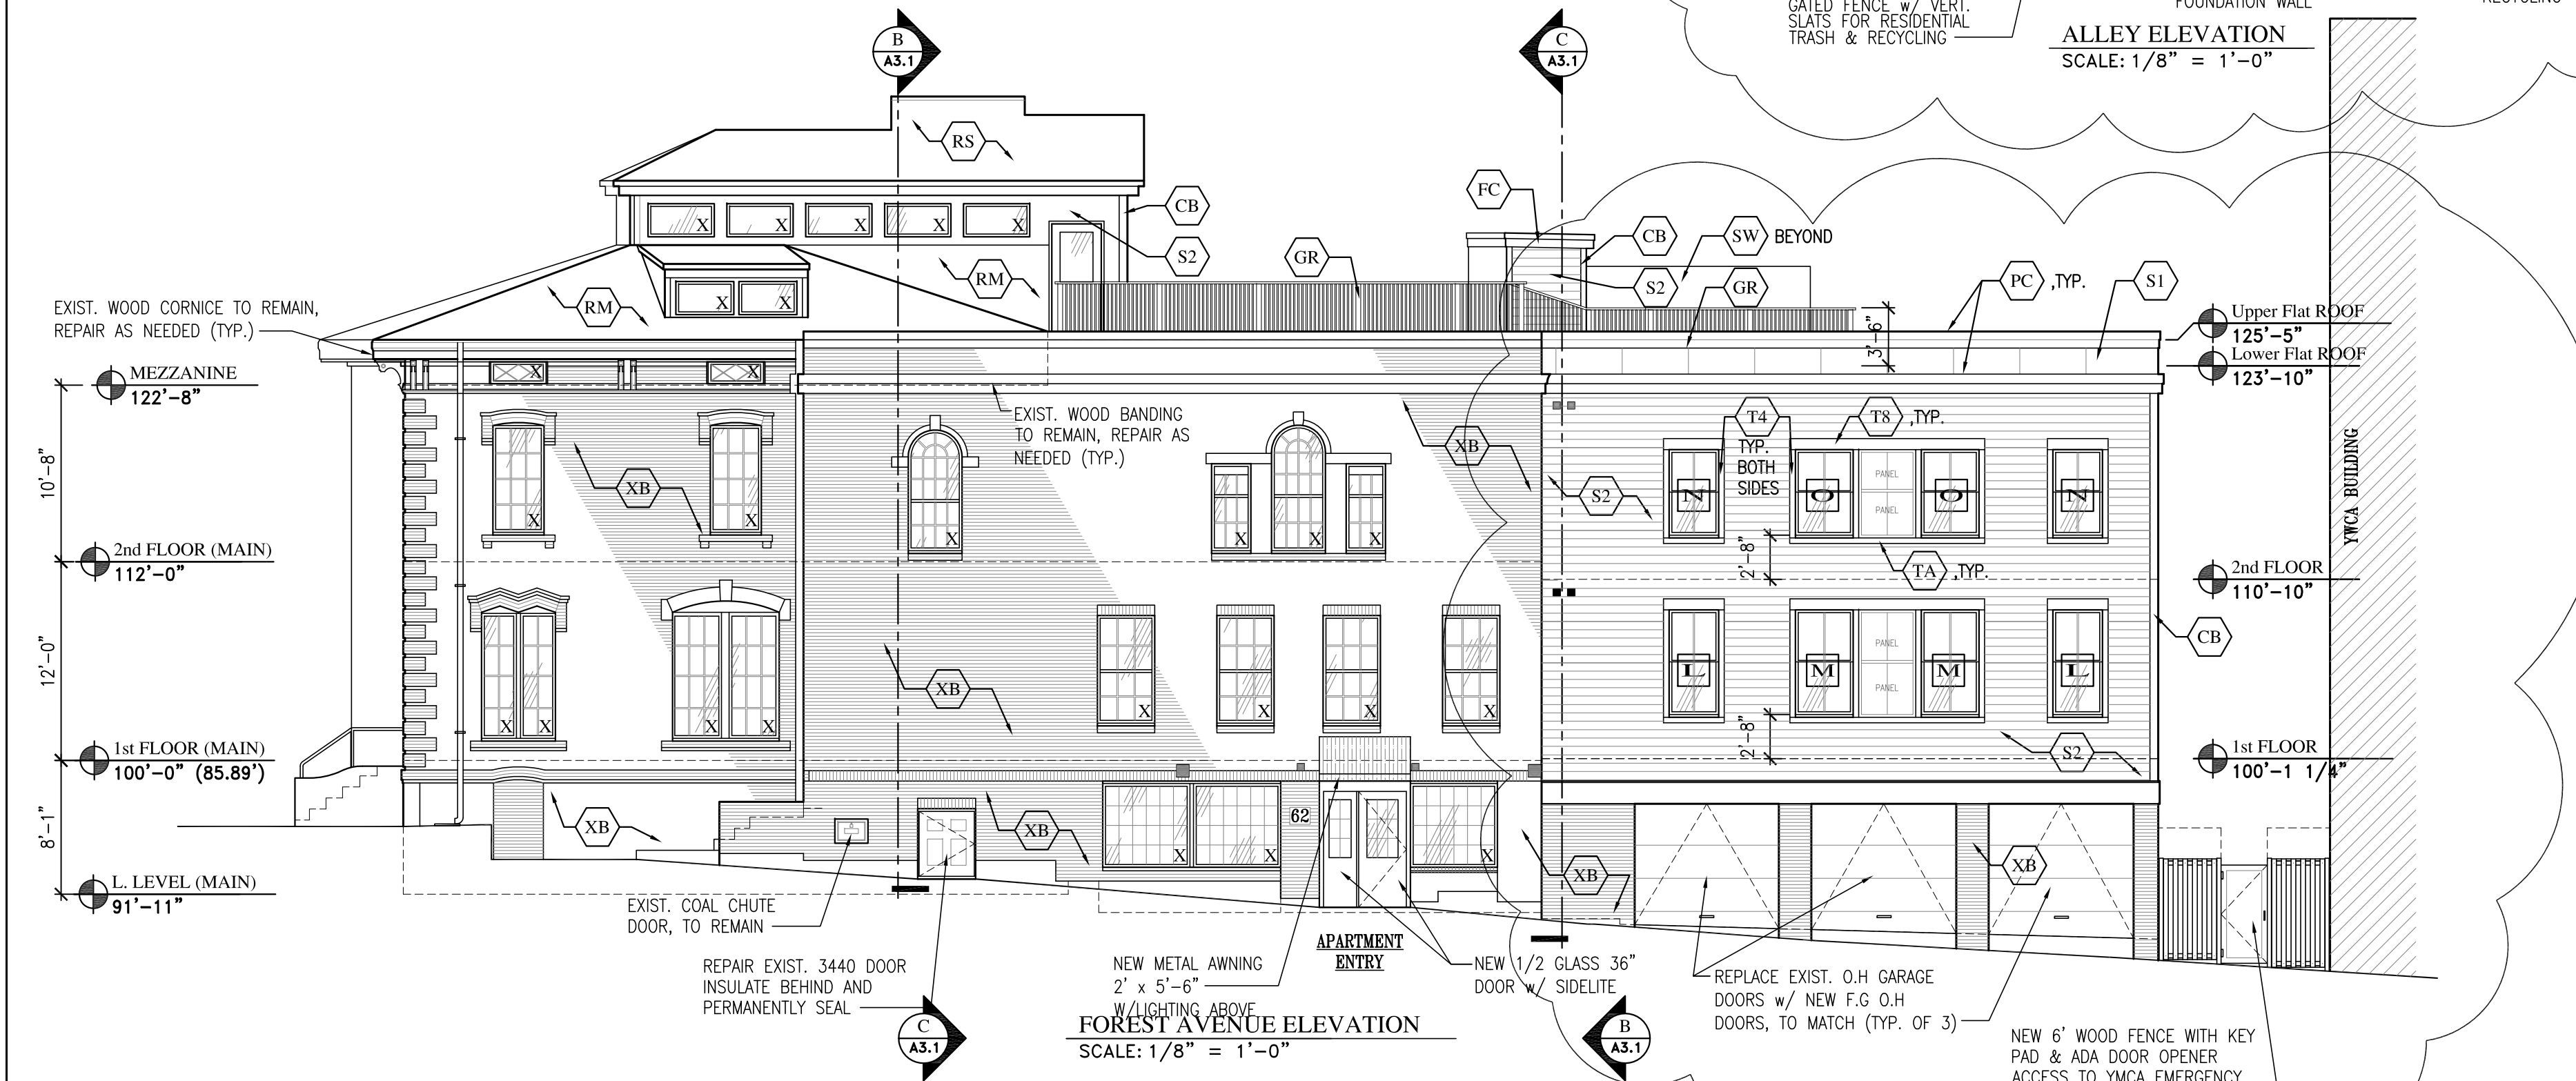 GATED FENCE w/ VERT.
SLATS FOR RESIDENTIAL
TRASH & RECYCLING
FOUNDATION WALL
RECYCLING
ALLEY ELEVATION
SCALE: 1/8" = 1'-0"
B
A3.1
C
A3.1
RS
CB
S2
RM
RM
X
X
X
X
X
X
X
GR
FC
CB
SW BEYOND
S2
GR
PC ,TYP.
S1
3'-6"
EXIST. WOOD CORNICE TO REMAIN,
REPAIR AS NEEDED (TYP.)
MEZZANINE
122'-8"
Upper Flat ROOF
125'-5"
Lower Flat ROOF
123'-10"
X
X
EXIST. WOOD BANDING
TO REMAIN, REPAIR AS
NEEDED (TYP.)
XB
XB
10'-8"
X
X
X
X
X
X
T4
TYP.
BOTH
SIDES
T8 ,TYP.
S2
N
O
PANEL
PANEL
O
N
YWCA BUILDING
2nd FLOOR (MAIN)
112'-0"
2'-8"
TA ,TYP.
2nd FLOOR
110'-10"
12'-0"
X
X
X
X
XB
X
X
X
X
L
M
PANEL
PANEL
M
L
CB
2'-8"
S2
1st FLOOR (MAIN)
100'-0" (85.89')
1st FLOOR
100'-1 1/4"
8'-1"
XB
XB
X
X
62
X
XB
XB
L. LEVEL (MAIN)
91'-11"
EXIST. COAL CHUTE
DOOR, TO REMAIN
REPAIR EXIST. 3440 DOOR
INSULATE BEHIND AND
PERMANENTLY SEAL
NEW METAL AWNING
2' x 5'-6"
W/LIGHTING ABOVE
APARTMENT
ENTRY
NEW 1/2 GLASS 36"
DOOR w/ SIDELITE
REPLACE EXIST. O.H GARAGE
DOORS w/ NEW F.G O.H
DOORS, TO MATCH (TYP. OF 3)
C
A3.1
FOREST AVENUE ELEVATION
SCALE: 1/8" = 1'-0"
B
A3.1
NEW 6' WOOD FENCE WITH KEY
PAD & ADA DOOR OPENER
ACCESS TO YMCA EMERGENCY